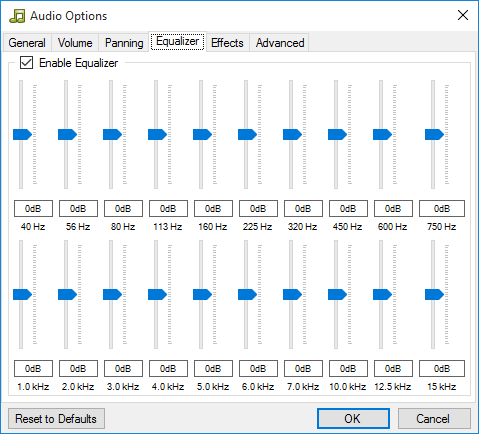 Audio Options
General Volume Panning Equalizer Effects Advanced
Enable Equalizer
0dB 0dB 0dB 0dB 0dB 0dB 0dB 0dB 0dB 0dB
40 Hz 56 Hz 80 Hz 113 Hz 160 Hz 225 Hz 320 Hz 450 Hz 600 Hz 750 Hz
0dB 0dB 0dB 0dB 0dB 0dB 0dB 0dB 0dB 0dB
1.0 kHz 2.0 kHz 3.0 kHz 4.0 kHz 5.0 kHz 6.0 kHz 7.0 kHz 10.0 kHz 12.5 kHz 15 kHz
Reset to Defaults OK Cancel